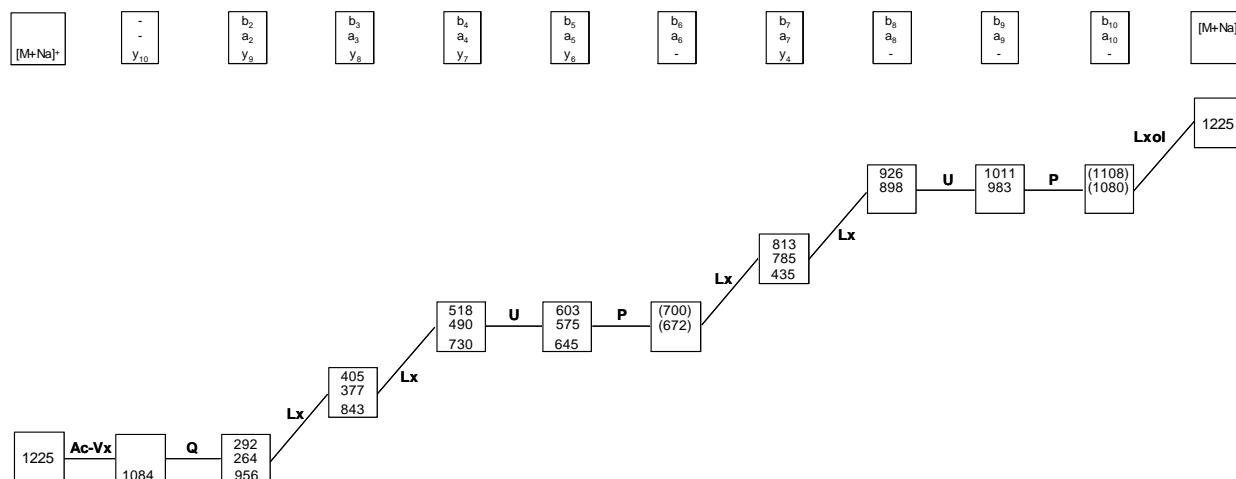 [M+Na]+
-
-
y10
b2
a2
y9
b3
a3
y8
b4
a4
y7
b5
a5
y6
b6
a6
-
b7
a7
y4
b8
a8
-
b9
a9
-
b10
a10
-
[M+Na]
1225
Lxol
926
898
U
1011
983
P
(1108)
(1080)
Lx
813
785
435
Lx
518
490
730
U
603
575
645
P
(700)
(672)
Lx
405
377
843
Lx
1225
Ac-Vx
1084
Q
292
264
956